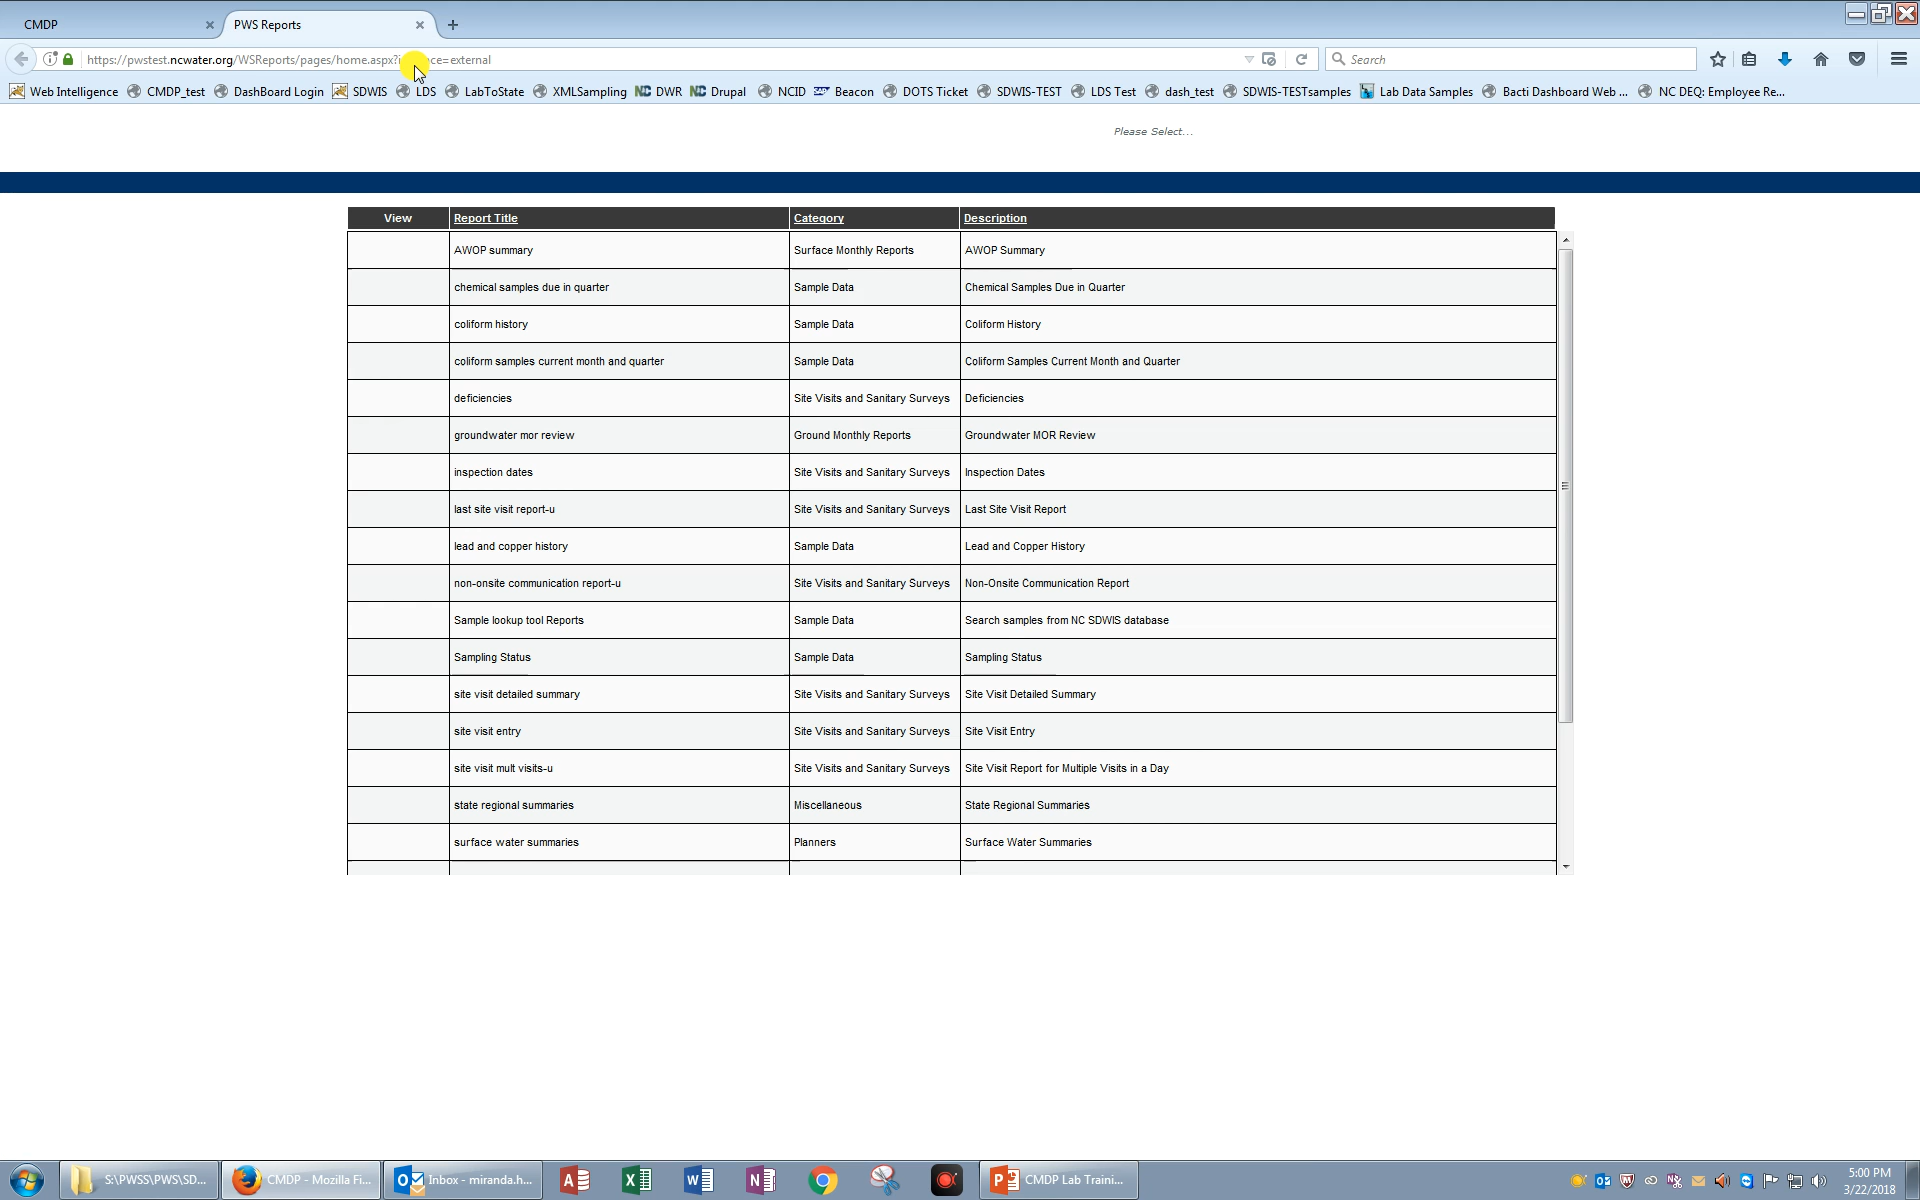 CMDP
PWS Reports
https://pwstest.ncwater.org/WSReports/pages/home.aspx?i ce=external
Search
Web Intelligence CMDP_test DashBoard Login SDWIS LDS LabToState XMLSampling NC DWR NC Drupal NCID SAP Beacon DOTS Ticket SDWIS-TEST LDS Test dash_test SDWIS-TESTsamples Lab Data Samples Bacti Dashboard Web ... NC DEQ: Employee Re...
Please Select...
View Report Title Category Description
AWOP summary Surface Monthly Reports AWOP Summary
chemical samples due in quarter Sample Data Chemical Samples Due in Quarter
coliform history Sample Data Coliform History
coliform samples current month and quarter Sample Data Coliform Samples Current Month and Quarter
deficiencies Site Visits and Sanitary Surveys Deficiencies
groundwater mor review Ground Monthly Reports Groundwater MOR Review
inspection dates Site Visits and Sanitary Surveys Inspection Dates
last site visit report-u Site Visits and Sanitary Surveys Last Site Visit Report
lead and copper history Sample Data Lead and Copper History
non-onsite communication report-u Site Visits and Sanitary Surveys Non-Onsite Communication Report
Sample lookup tool Reports Sample Data Search samples from NC SDWIS database
Sampling Status Sample Data Sampling Status
site visit detailed summary Site Visits and Sanitary Surveys Site Visit Detailed Summary
site visit entry Site Visits and Sanitary Surveys Site Visit Entry
site visit mult visits-u Site Visits and Sanitary Surveys Site Visit Report for Multiple Visits in a Day
state regional summaries Miscellaneous State Regional Summaries
surface water summaries Planners Surface Water Summaries
S:\PWSS\PWS\SD... CMDP - Mozilla Fi... Inbox - miranda.h... CMDP Lab Traini...
5:00 PM
3/22/2018